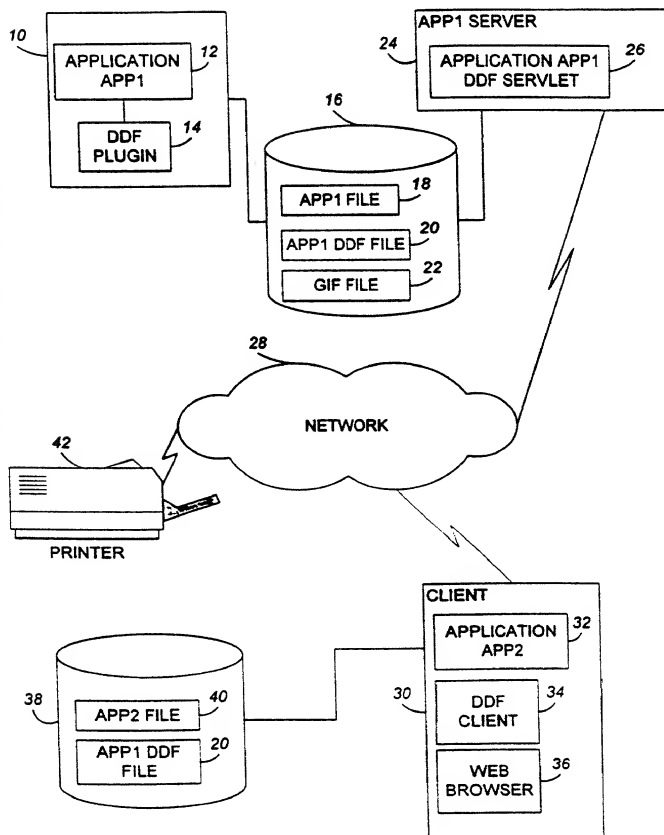 10
APPLICATION
APP1
12
DDF
PLUGIN
14
APP1 SERVER
24
APPLICATION APP1
DDF SERVLET
26
16
APP1 FILE
18
APP1 DDF FILE
20
GIF FILE
22
28
NETWORK
42
PRINTER
CLIENT
APPLICATION
APP2
32
30
DDF
CLIENT
34
WEB
BROWSER
36
38
APP2 FILE
40
APP1 DDF
FILE
20